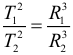 T₁²/T₂² = R₁³/R₂³